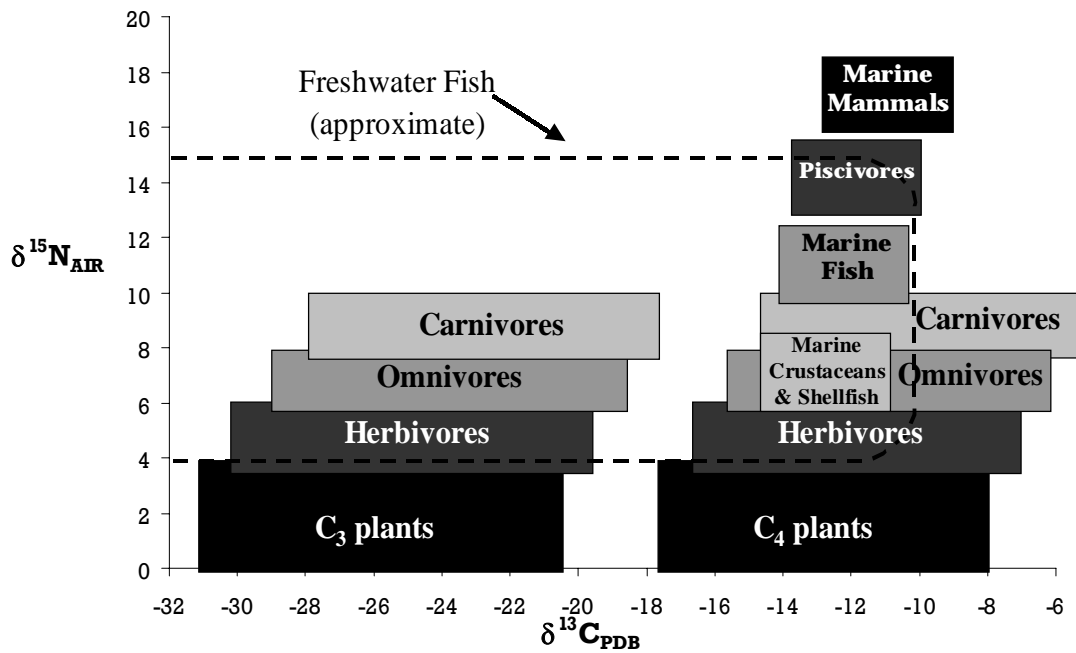 20
18
16
14
12
10
8
6
4
2
0
δ ¹⁵N_AIR
Freshwater Fish
(approximate)
Marine
Mammals
Piscivores
Marine
Fish
Carnivores
Carnivores
Marine
Crustaceans
& Shellfish
Omnivores
Omnivores
Herbivores
Herbivores
C₃ plants
C₄ plants
-32 -30 -28 -26 -24 -22 -20 -18 -16 -14 -12 -10 -8 -6
δ ¹³C_PDB